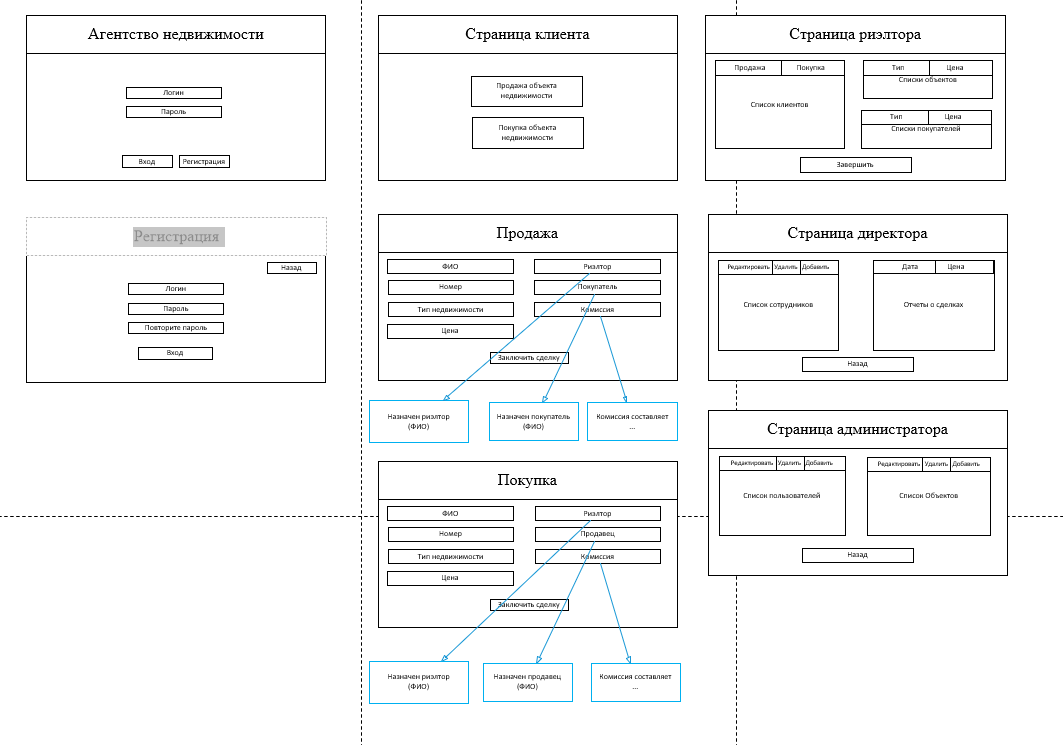 Агентство недвижимости
Логин
Пароль
Вход
Регистрация
Регистрация
Назад
Логин
Пароль
Повторите пароль
Вход
Страница клиента
Продажа объекта
недвижимости
Покупка объекта
недвижимости
Продажа
ФИО
Риэлтор
Номер
Покупатель
Тип недвижимости
Комиссия
Цена
Заключить сделку
Назначен риэлтор
(ФИО)
Назначен покупатель
(ФИО)
Комиссия составляет
...
Покупка
ФИО
Риэлтор
Номер
Продавец
Тип недвижимости
Комиссия
Цена
Заключить сделку
Назначен риэлтор
(ФИО)
Назначен продавец
(ФИО)
Комиссия составляет
...
Страница риэлтора
Продажа
Покупка
Список клиентов
Тип
Цена
Списки объектов
Тип
Цена
Списки покупателей
Завершить
Страница директора
Редактировать
Удалить
Добавить
Список сотрудников
Дата
Цена
Отчеты о сделках
Назад
Страница администратора
Редактировать
Удалить
Добавить
Список пользователей
Редактировать
Удалить
Добавить
Список Объектов
Назад